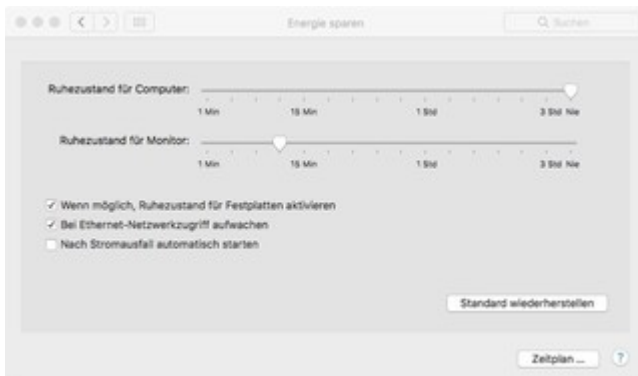 Energie sparen
Suchen
Ruhezustand für Computer:
1 Min 15 Min 1 Std 3 Std Nie
Ruhezustand für Monitor:
1 Min 15 Min 1 Std 3 Std Nie
Wenn möglich, Ruhezustand für Festplatten aktivieren
Bei Ethernet-Netzwerkzugriff aufwachen
Nach Stromausfall automatisch starten
Standard wiederherstellen
Zeitplan ... ?